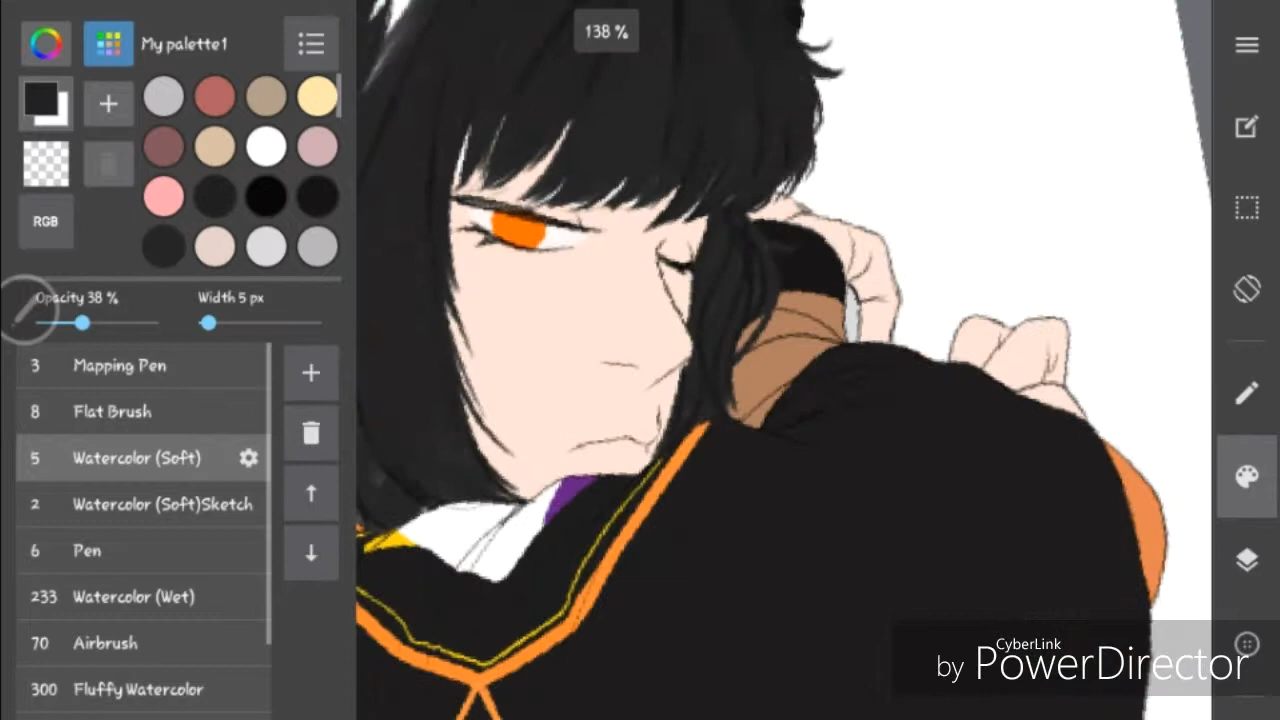 My palette1
138 %
RGB
Opacity 38 %
Width 5 px
3 Mapping Pen
8 Flat Brush
5 Watercolor (Soft)
2 Watercolor (Soft)Sketch
6 Pen
233 Watercolor (Wet)
70 Airbrush
300 Fluffy Watercolor
CyberLink
by PowerDirector